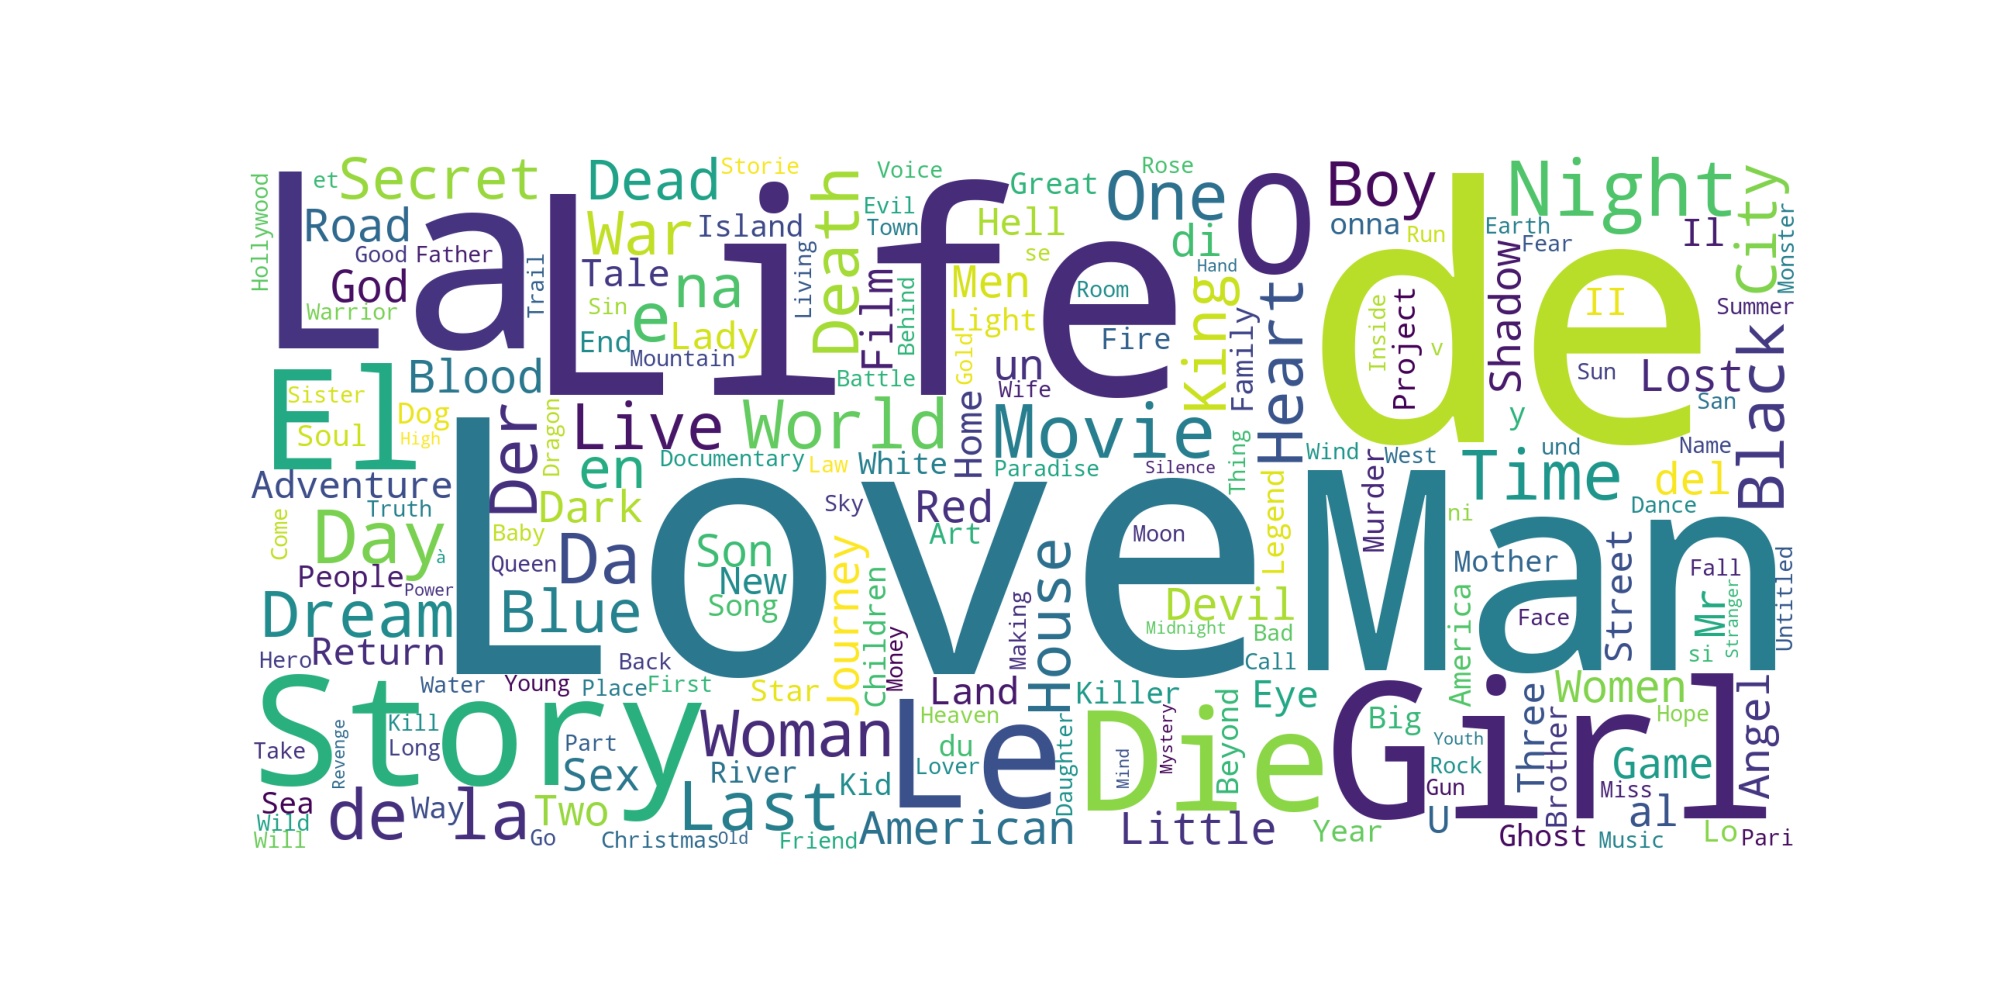 Hollywood
et
Secret
Dead
Storie
Death
Voice
Great
Rose
One
O
Boy
Night
City
La
Life
de
Road
War
Island
Evil
Hell
Town
di
onna
Run
Earth
Fear
Il
Monster
Good
Father
God
Trail
Tale
Living
Film
se
Hand
Shadow
Warrior
Sin
e
na
Lady
Behind
Men
Room
Light
King
Heart
Inside
Project
II
Summer
End
Mountain
Fire
Family
v
Black
El
Blood
Battle
Gold
un
Wife
Sun
Lost
Sister
Dog
Soul
High
Der
Dragon
Live
World
Home
Movie
y
San
en
Documentary
Law
White
Paradise
Silence
Thing
Wind
Murder
West
Time
und
Name
del
Adventure
Love
Man
Truth
Dark
Sky
Red
Art
Legend
ni
Dance
Come
Day
à
Baby
Da
Son
Moon
Mother
Street
Untitled
People
Power
Queen
New
Song
Journey
Children
House
Devil
America
Face
Fall
Mr
Stranger
Dream
Blue
Making
Midnight
Bad
Hero
Return
Back
Money
Call
si
Story
Water
Young
Place
First
Star
Land
Killer
Eye
Women
Angel
Kill
Woman
Le
Heaven
Die
Beyond
Girl
Big
Three
Hope
Take
Revenge
Long
Part
du
Daughter
Mystery
Youth
Brother
Sex
River
Lover
Mind
Rock
Game
Sea
de la
Way
Two
Last
Kid
Gun
Miss
Wild
American
Little
Year
U
al
Will
Go
Christmas
Old
Friend
Ghost
Music
Lo
Pari